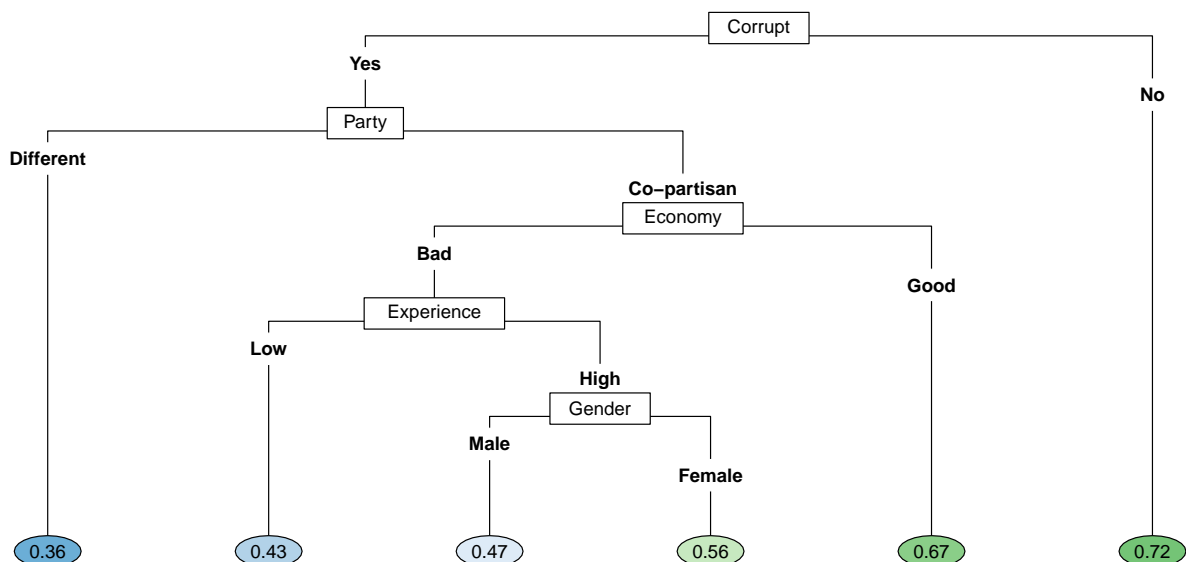 Corrupt
Yes
No
Party
Different
Co−partisan
Economy
Bad
Good
Experience
Low
High
Gender
Male
Female
0.36
0.43
0.47
0.56
0.67
0.72